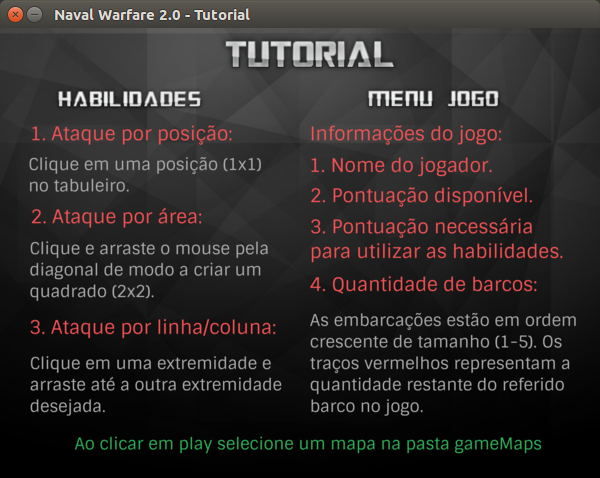 Naval Warfare 2.0 - Tutorial
TUTORIAL
HABILIDADES
1. Ataque por posição:
Clique em uma posição (1x1)
no tabuleiro.
2. Ataque por área:
Clique e arraste o mouse pela
diagonal de modo a criar um
quadrado (2x2).
3. Ataque por linha/coluna:
Clique em uma extremidade e
arraste até a outra extremidade
desejada.
MENU JOGO
Informações do jogo:
1. Nome do jogador.
2. Pontuação disponível.
3. Pontuação necessária
para utilizar as habilidades.
4. Quantidade de barcos:
As embarcações estão em ordem
crescente de tamanho (1-5). Os
traços vermelhos representam a
quantidade restante do referido
barco no jogo.
Ao clicar em play selecione um mapa na pasta gameMaps